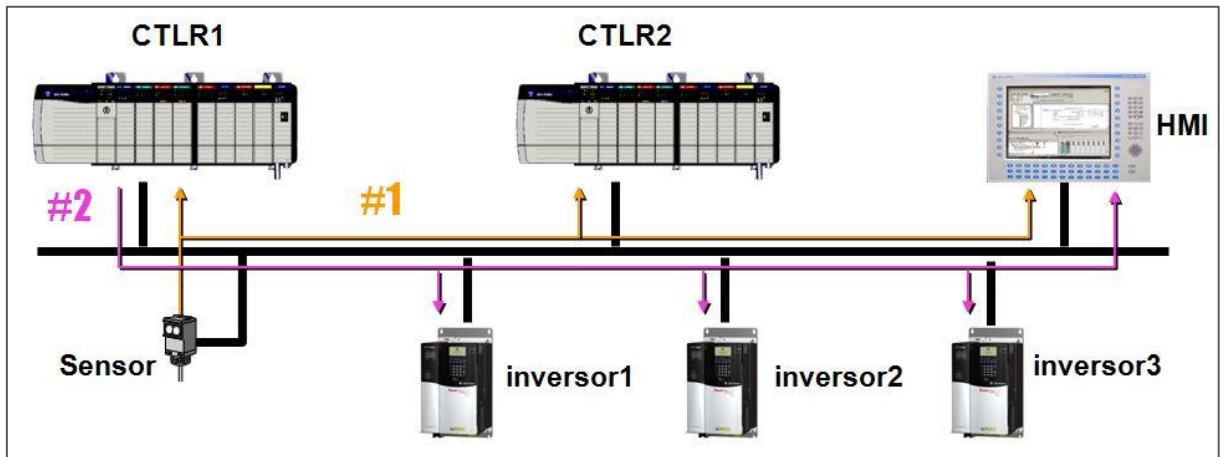 CTLR1
CTLR2
HMI
#2
#1
Sensor
inversor1
inversor2
inversor3